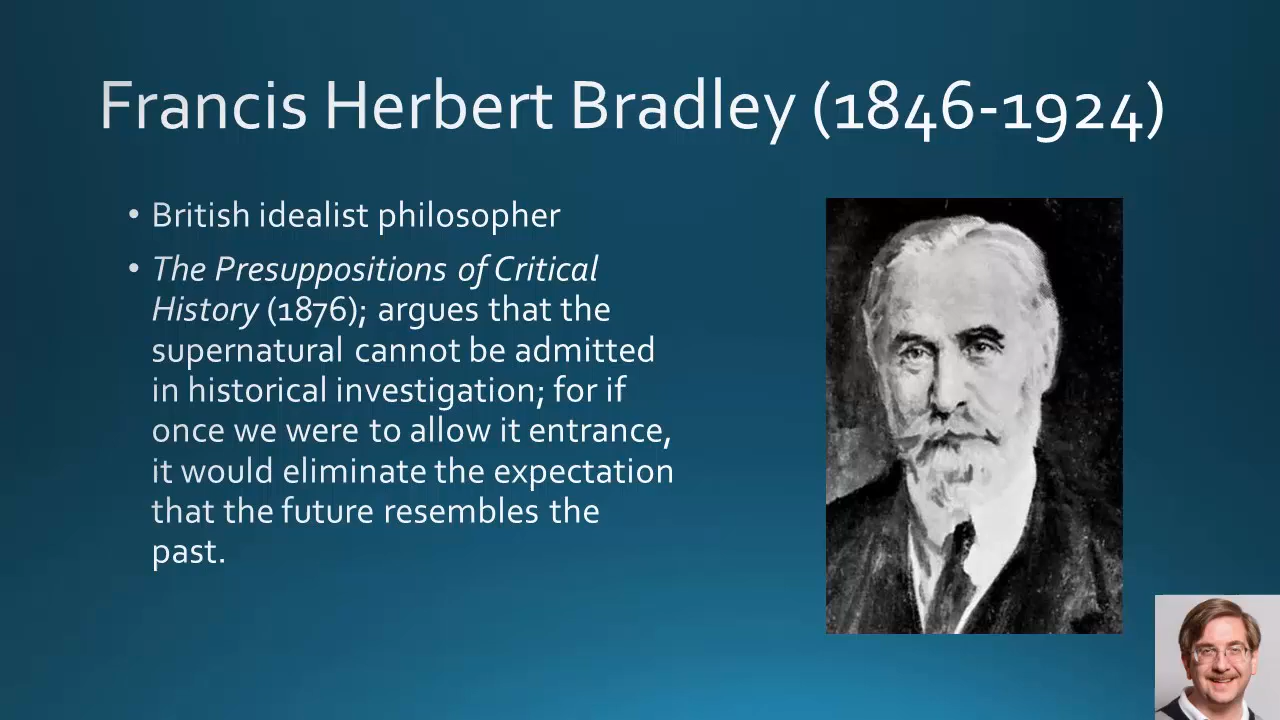 Francis Herbert Bradley (1846-1924)
• British idealist philosopher
• The Presuppositions of Critical
History (1876); argues that the
supernatural cannot be admitted
in historical investigation; for if
once we were to allow it entrance,
it would eliminate the expectation
that the future resembles the
past.